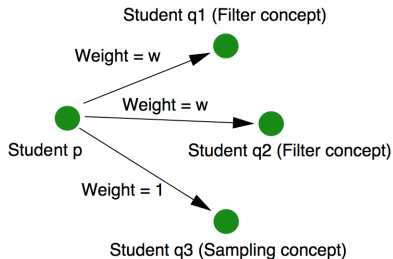 Student q1 (Filter concept)
Weight = w
Weight = w
Student p
Student q2 (Filter concept)
Weight = 1
Student q3 (Sampling concept)